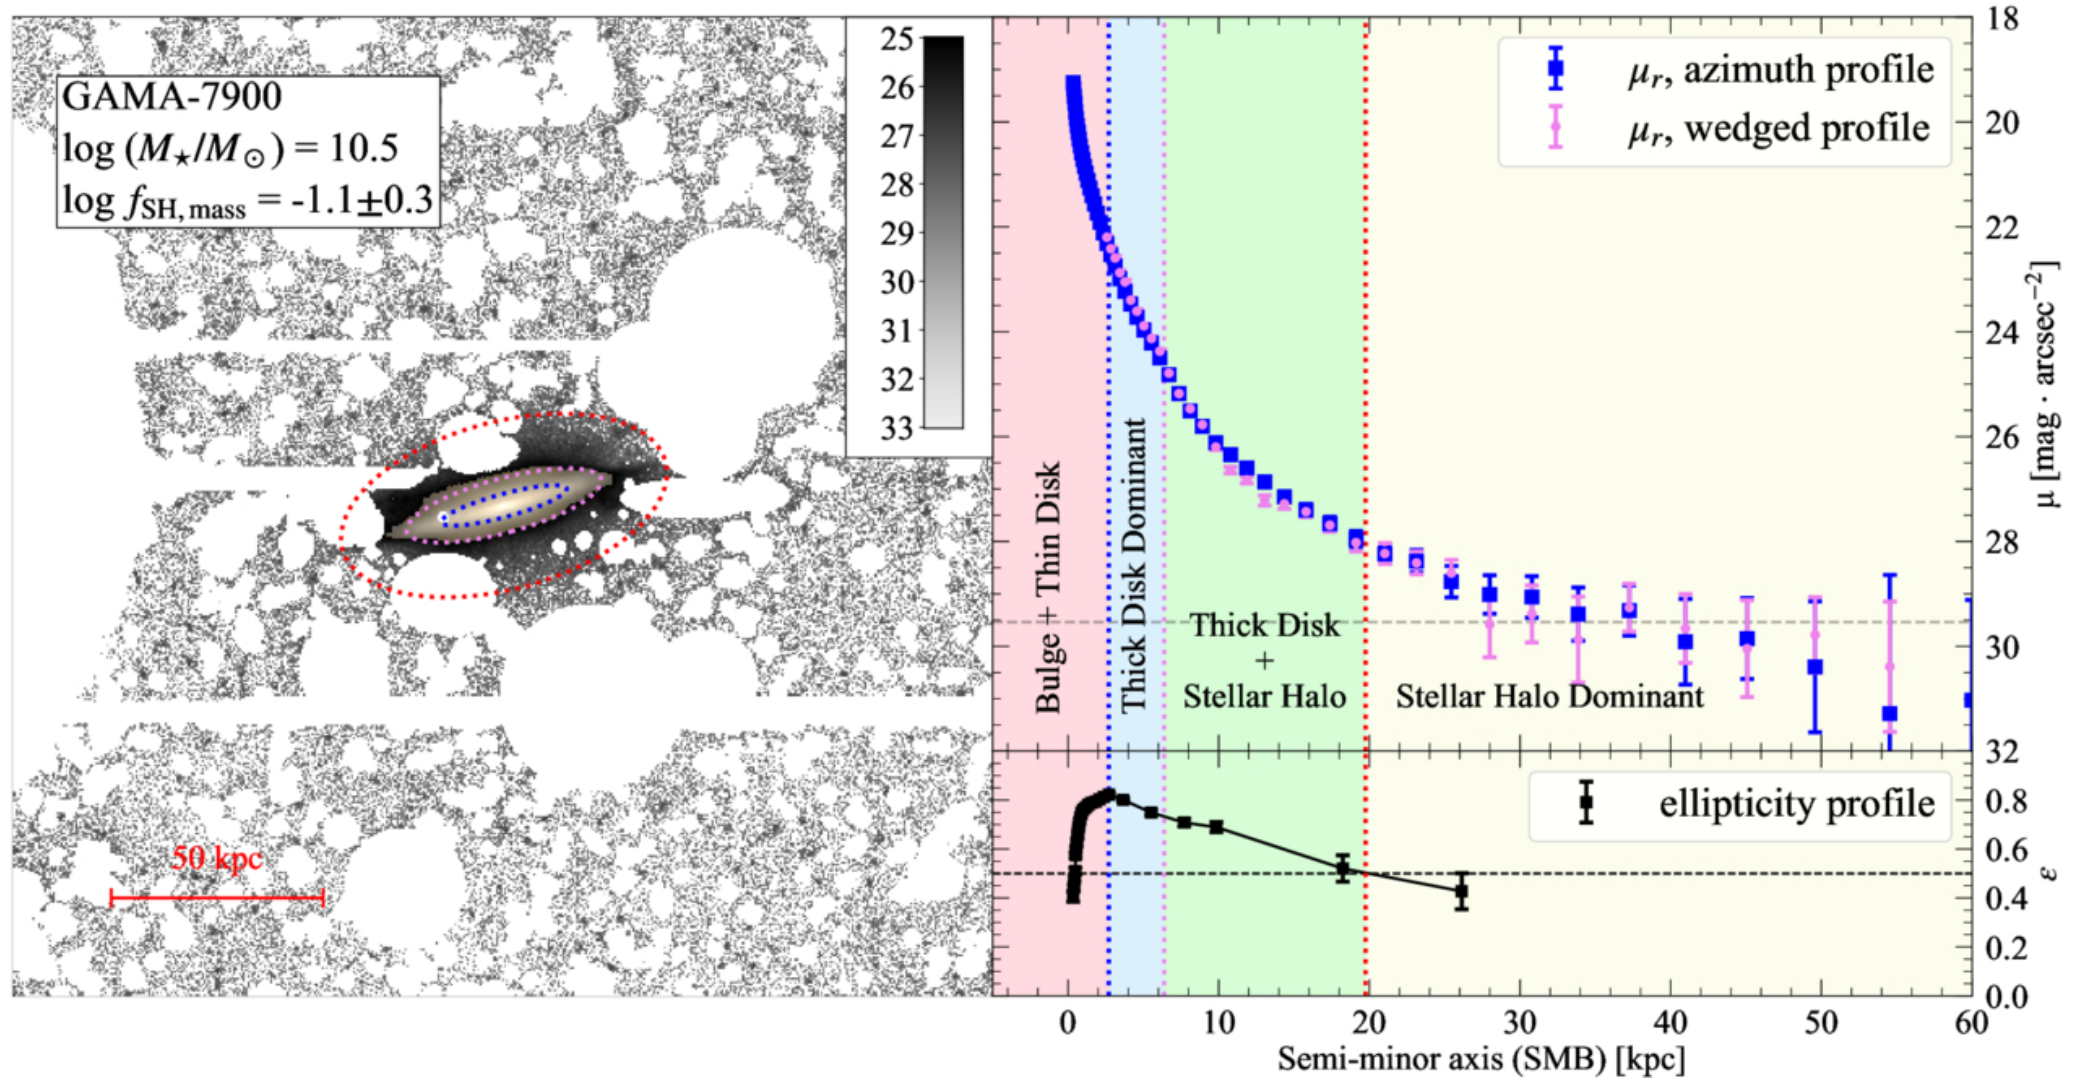 GAMA-7900
log (M★/M⊙) = 10.5
log fSH, mass = -1.1±0.3
25
26
27
28
29
30
31
32
33
50 kpc
μr, azimuth profile
μr, wedged profile
Bulge + Thin Disk
Thick Disk Dominant
Thick Disk
+
Stellar Halo
Stellar Halo Dominant
18
20
22
24
26
28
30
32
μ [mag · arcsec−2]
ellipticity profile
0.8
0.6
0.4
0.2
0.0
ε
0 10 20 30 40 50 60
Semi-minor axis (SMB) [kpc]